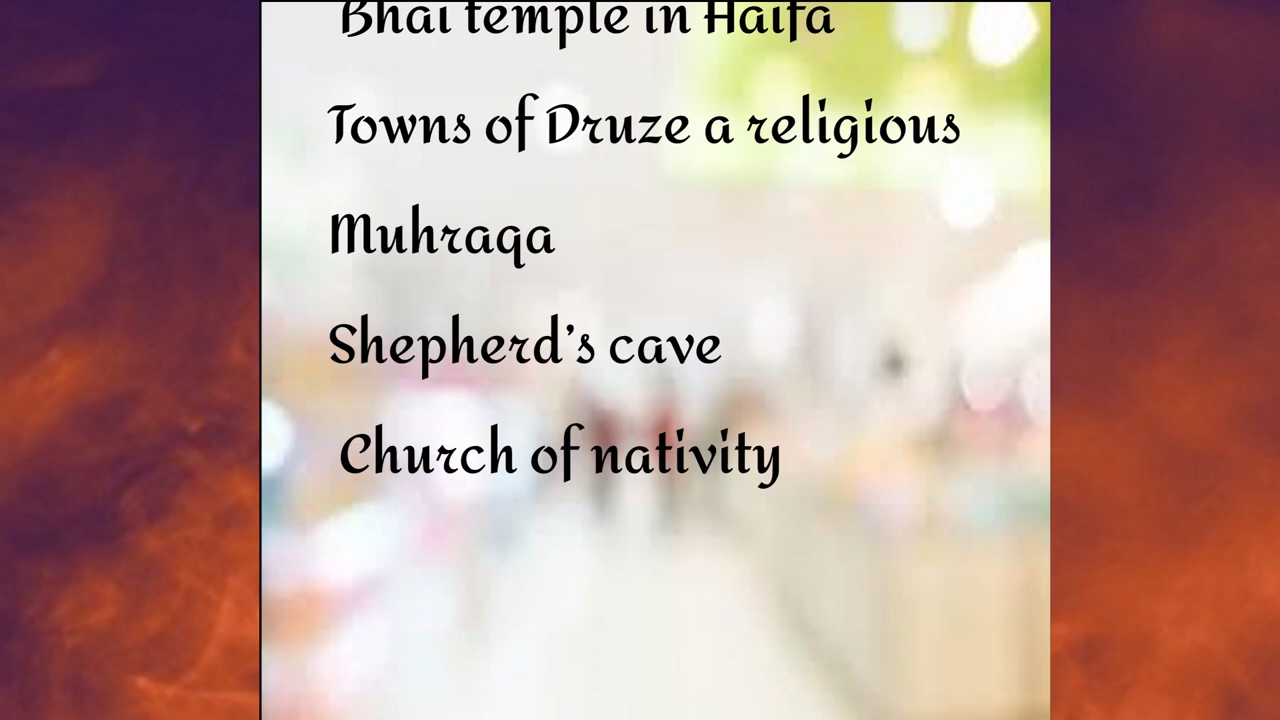 Bhai temple in Haifa
Towns of Druze a religious
Muhraqa
Shepherd’s cave
Church of nativity